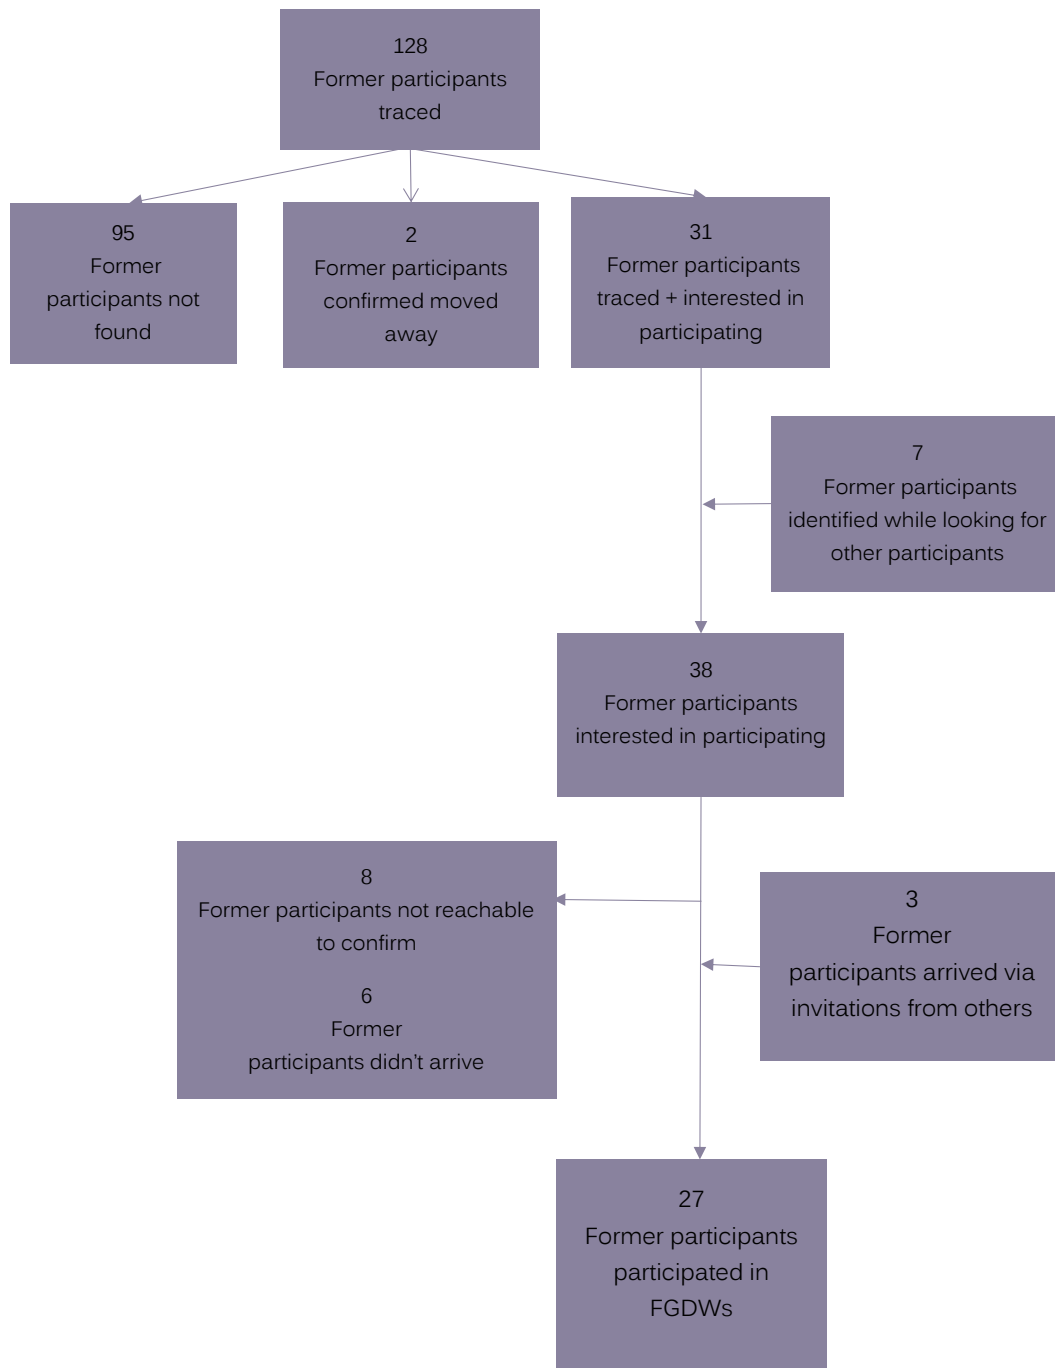 128
Former participants
traced
95
Former
participants not
found
2
Former participants
confirmed moved
away
31
Former participants
traced + interested in
participating
7
Former participants
identified while looking for
other participants
38
Former participants
interested in participating
8
Former participants not reachable
to confirm
6
Former
participants didn’t arrive
3
Former
participants arrived via
invitations from others
27
Former participants
participated in
FGDWs